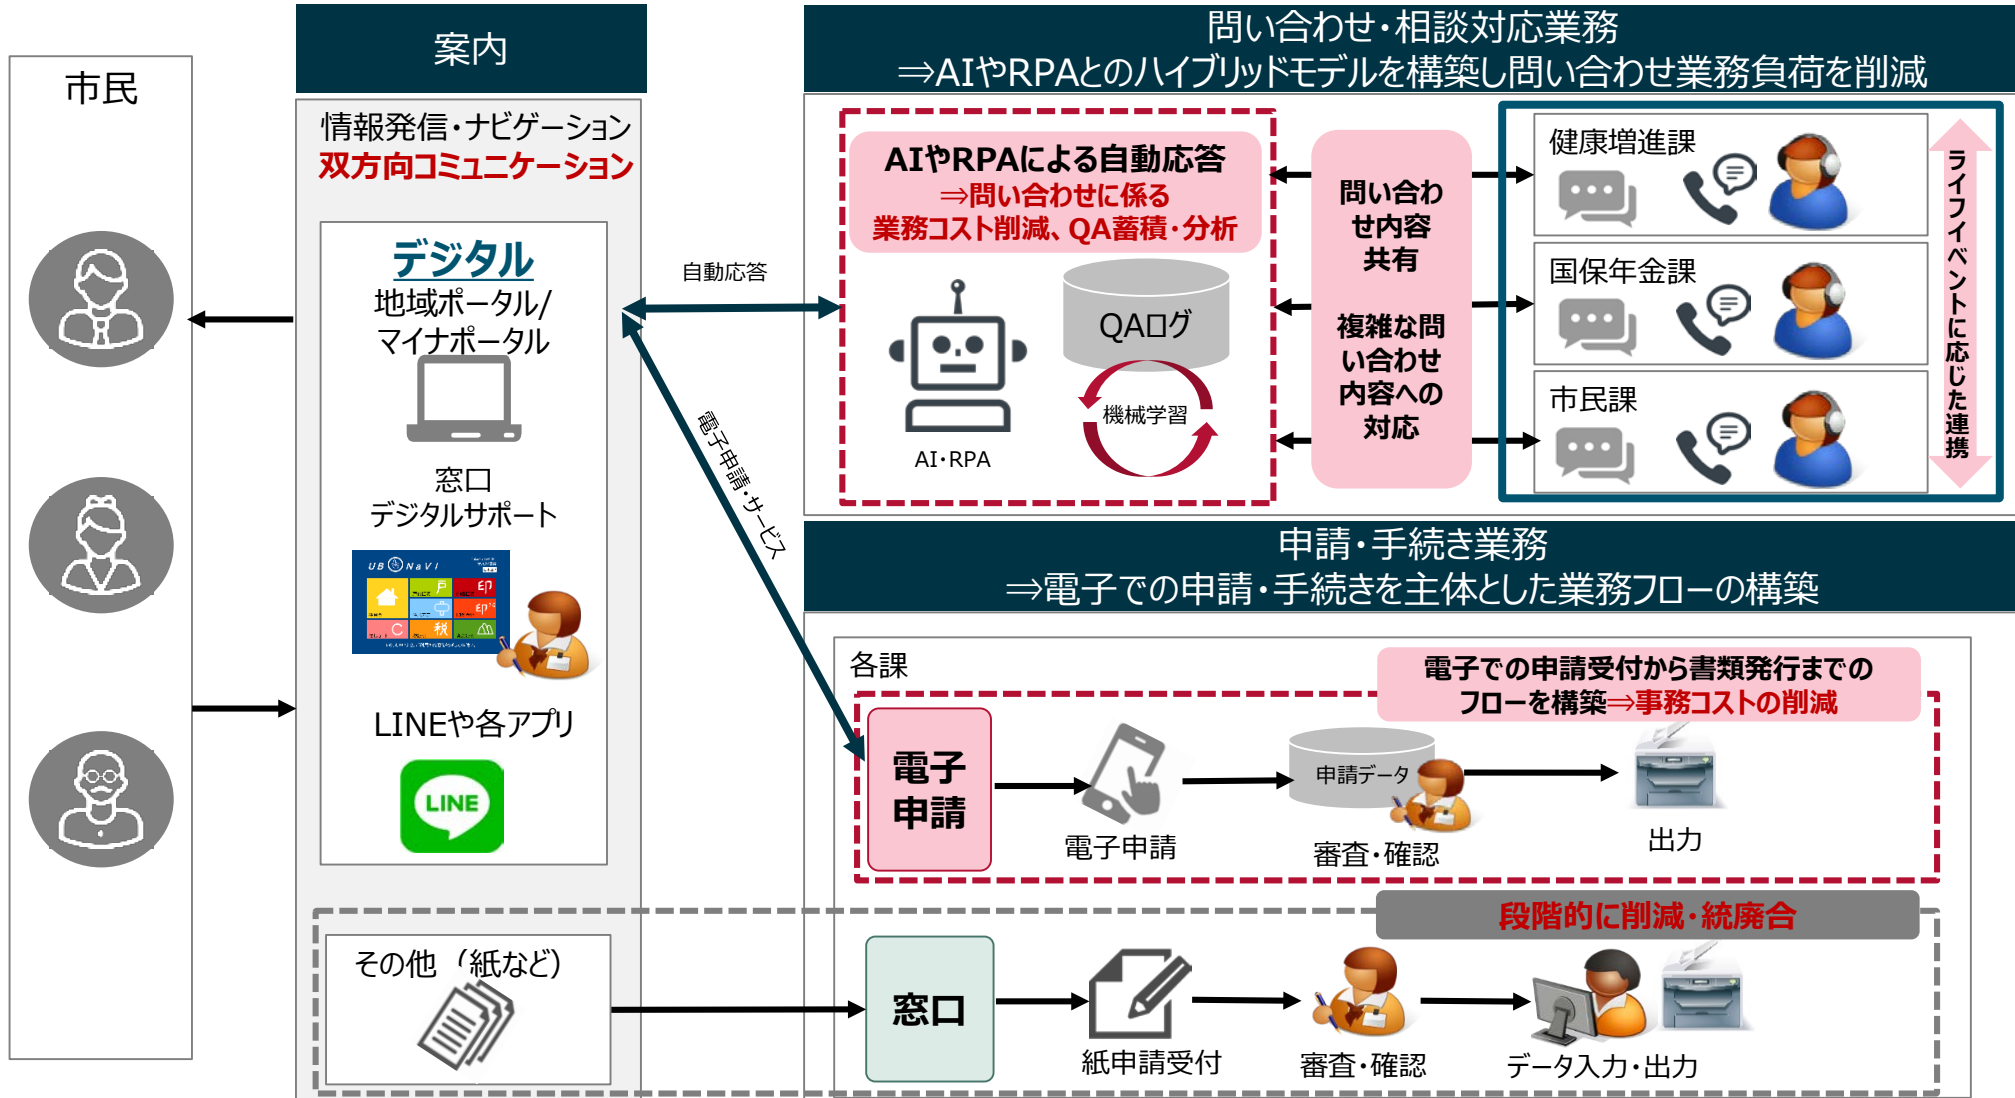 市民
案内
情報発信・ナビゲーション
双方向コミュニケーション
デジタル
地域ポータル/
マイナポータル
窓口
デジタルサポート
UB NaVi
戸
印
印
税
LINEや各アプリ
LINE
その他（紙など）
自動応答
電子申請・サービス
問い合わせ・相談対応業務
⇒AIやRPAとのハイブリッドモデルを構築し問い合わせ業務負荷を削減
AIやRPAによる自動応答
⇒問い合わせに係る
業務コスト削減、QA蓄積・分析
QAログ
機械学習
AI・RPA
問い合わ
せ内容
共有
複雑な問
い合わせ
内容への
対応
健康増進課
国保年金課
市民課
ライフイベントに応じた連携
申請・手続き業務
⇒電子での申請・手続きを主体とした業務フローの構築
各課
電子での申請受付から書類発行までの
フローを構築⇒事務コストの削減
電子
申請
電子申請
申請データ
審査・確認
出力
段階的に削減・統廃合
窓口
紙申請受付
審査・確認
データ入力・出力